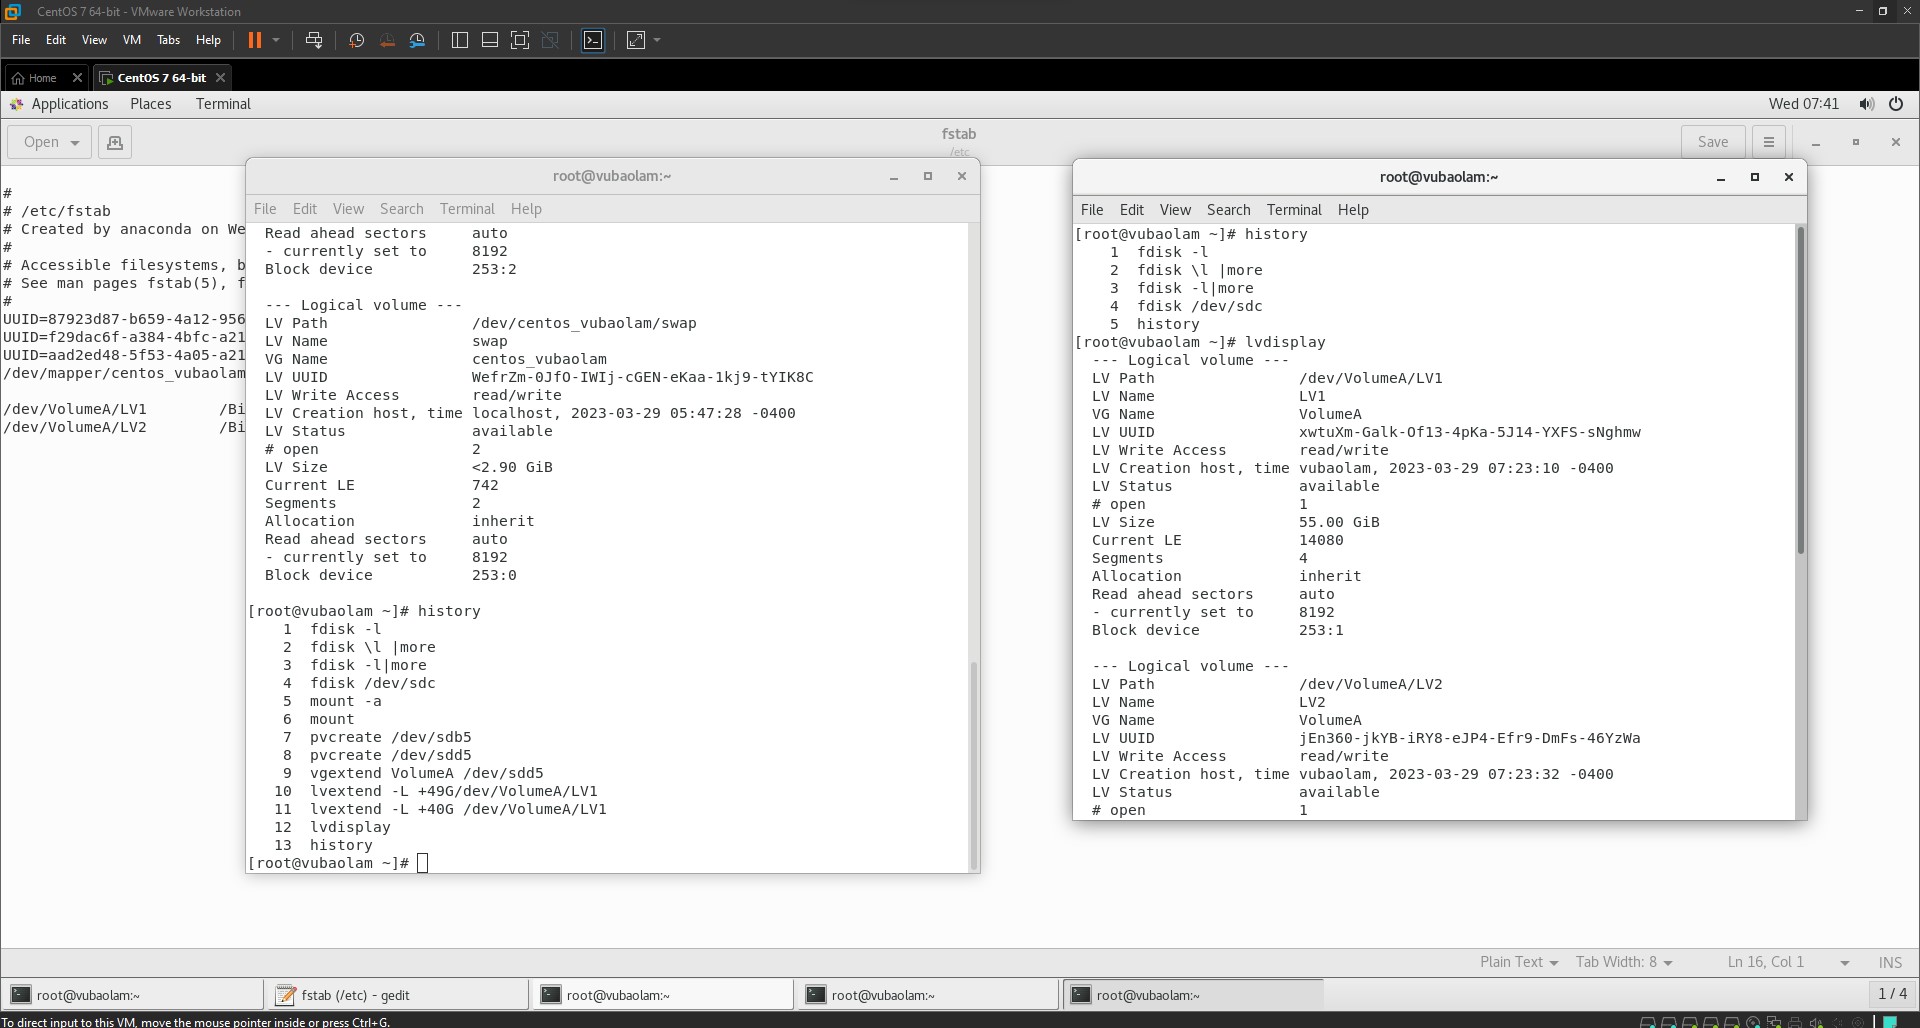 CentOS 7 64-bit - VMware Workstation
File Edit View VM Tabs Help
Home
CentOS 7 64-bit
Applications Places Terminal
Wed 07:41
Open
fstab
/etc
Save
#
# /etc/fstab
# Created by anaconda on We
#
# Accessible filesystems, b
# See man pages fstab(5), f
#
UUID=87923d87-b659-4a12-956
UUID=f29dac6f-a384-4bfc-a21
UUID=aad2ed48-5f53-4a05-a21
/dev/mapper/centos_vubaolam
/dev/VolumeA/LV1 /Bi
/dev/VolumeA/LV2 /Bi
root@vubaolam:~
File Edit View Search Terminal Help
Read ahead sectors auto
- currently set to 8192
Block device 253:2
--- Logical volume ---
LV Path /dev/centos_vubaolam/swap
LV Name swap
VG Name centos_vubaolam
LV UUID WefrZm-0JfO-IWIj-cGEN-eKaa-1kj9-tYIK8C
LV Write Access read/write
LV Creation host, time localhost, 2023-03-29 05:47:28 -0400
LV Status available
# open 2
LV Size <2.90 GiB
Current LE 742
Segments 2
Allocation inherit
Read ahead sectors auto
- currently set to 8192
Block device 253:0
[root@vubaolam ~]# history
1 fdisk -l
2 fdisk \l |more
3 fdisk -l|more
4 fdisk /dev/sdc
5 mount -a
6 mount
7 pvcreate /dev/sdb5
8 pvcreate /dev/sdd5
9 vgextend VolumeA /dev/sdd5
10 lvextend -L +49G/dev/VolumeA/LV1
11 lvextend -L +40G /dev/VolumeA/LV1
12 lvdisplay
13 history
[root@vubaolam ~]#
root@vubaolam:~
File Edit View Search Terminal Help
[root@vubaolam ~]# history
1 fdisk -l
2 fdisk \l |more
3 fdisk -l|more
4 fdisk /dev/sdc
5 history
[root@vubaolam ~]# lvdisplay
--- Logical volume ---
LV Path /dev/VolumeA/LV1
LV Name LV1
VG Name VolumeA
LV UUID xwtuXm-Galk-Of13-4pKa-5J14-YXFS-sNghmw
LV Write Access read/write
LV Creation host, time vubaolam, 2023-03-29 07:23:10 -0400
LV Status available
# open 1
LV Size 55.00 GiB
Current LE 14080
Segments 4
Allocation inherit
Read ahead sectors auto
- currently set to 8192
Block device 253:1
--- Logical volume ---
LV Path /dev/VolumeA/LV2
LV Name LV2
VG Name VolumeA
LV UUID jEn360-jkYB-iRY8-eJP4-Efr9-DmFs-46YzWa
LV Write Access read/write
LV Creation host, time vubaolam, 2023-03-29 07:23:32 -0400
LV Status available
# open 1
Plain Text Tab Width: 8 Ln 16, Col 1 INS
root@vubaolam:~
fstab (/etc) - gedit
root@vubaolam:~
root@vubaolam:~
root@vubaolam:~
1 / 4
To direct input to this VM, move the mouse pointer inside or press Ctrl+G.